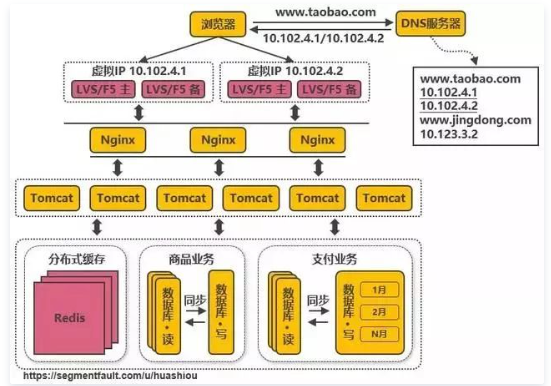 浏览器
www.taobao.com
10.102.4.1/10.102.4.2
DNS服务器
虚拟IP 10.102.4.1
LVS/F5 主
LVS/F5 备
虚拟IP 10.102.4.2
LVS/F5 主
LVS/F5 备
www.taobao.com
10.102.4.1
10.102.4.2
www.jingdong.com
10.123.3.2
Nginx
Nginx
Nginx
Tomcat
Tomcat
Tomcat
Tomcat
Tomcat
Tomcat
分布式缓存
Redis
商品业务
数据库·读
同步
数据库·写
支付业务
数据库·读
同步
数据库·写
1月
2月
N月
https://segmentfault.com/u/huashiou